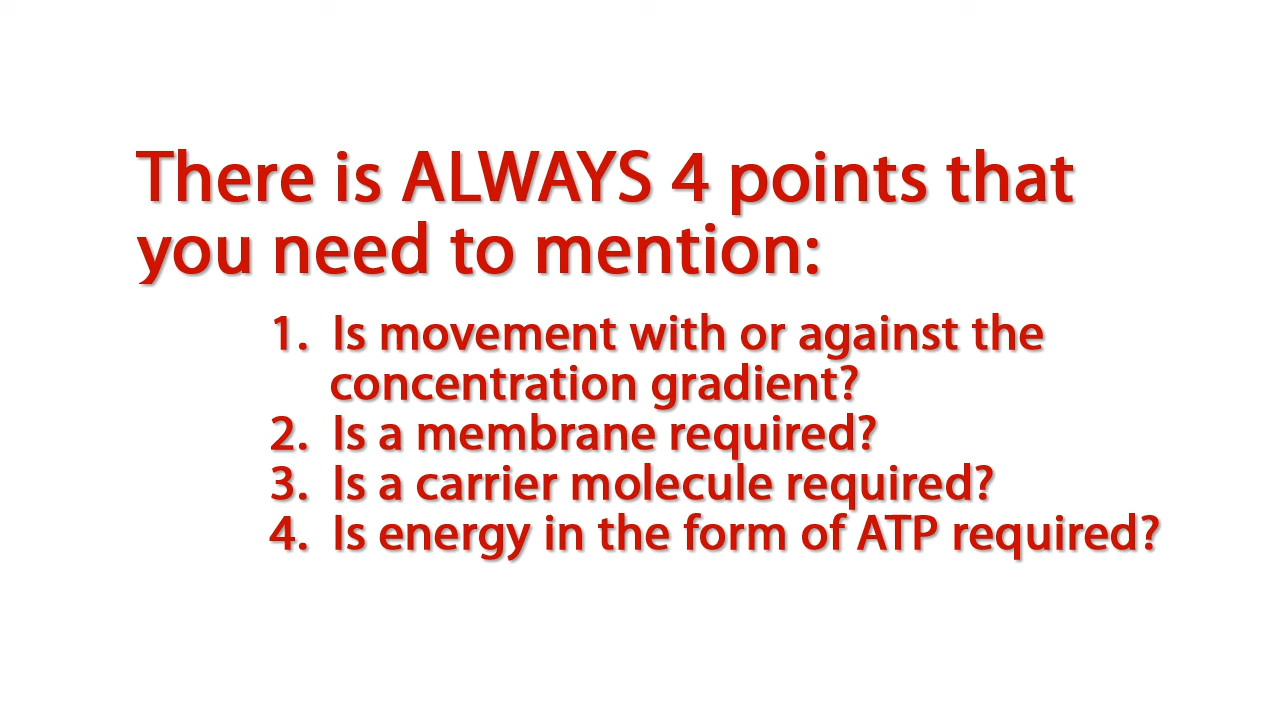 There is ALWAYS 4 points that
you need to mention:
1. Is movement with or against the
concentration gradient?
2. Is a membrane required?
3. Is a carrier molecule required?
4. Is energy in the form of ATP required?